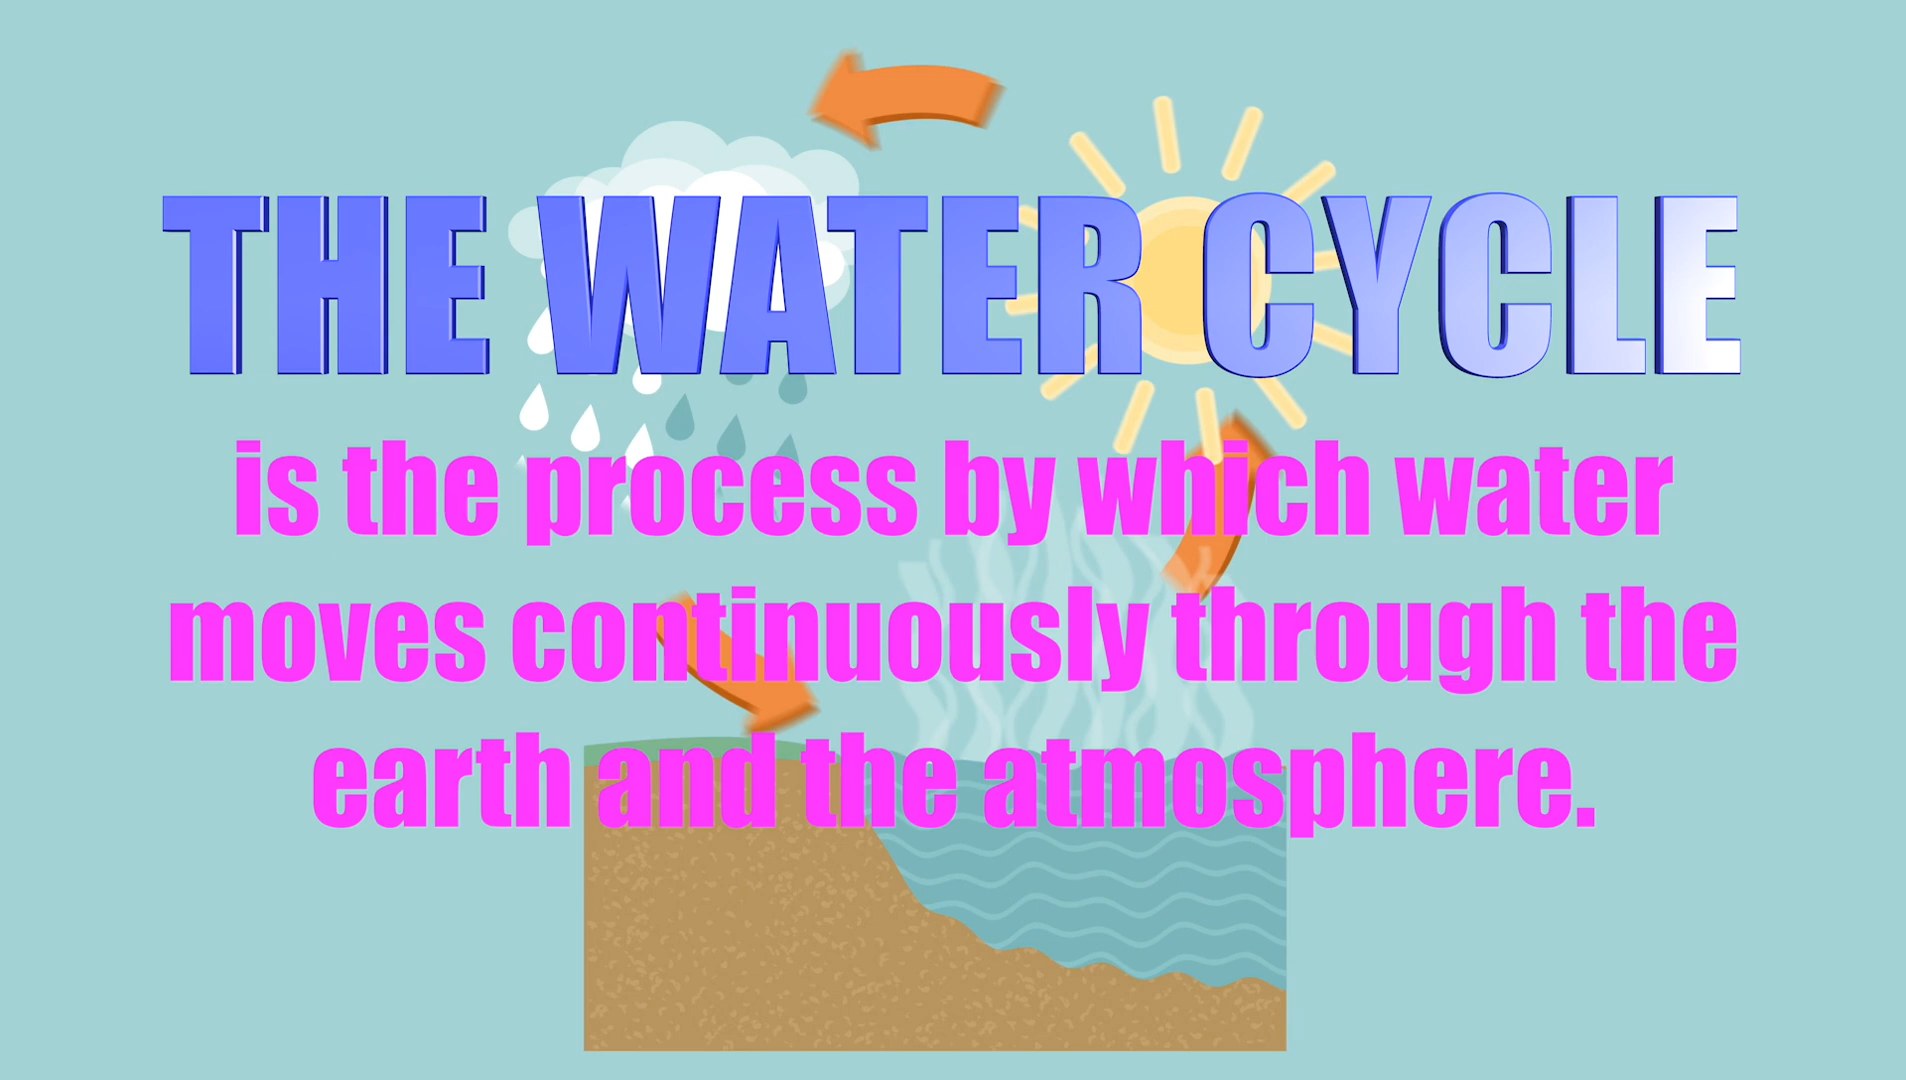 THE WATER CYCLE
is the process by which water
moves continuously through the
earth and the atmosphere.